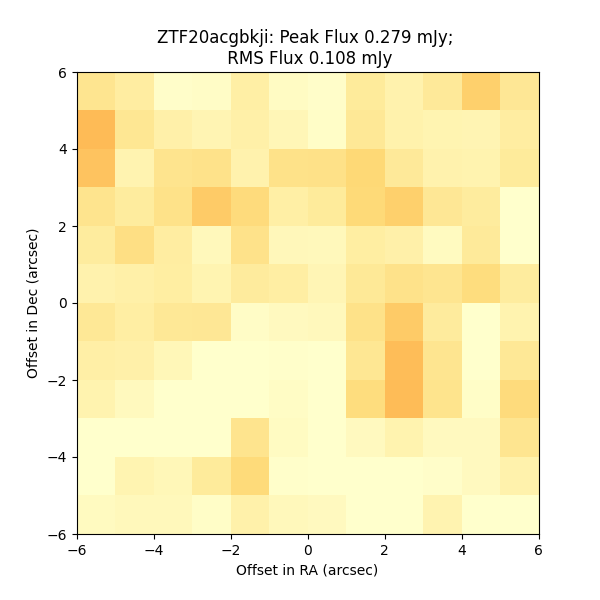 ZTF20acgbkji: Peak Flux 0.279 mJy;
RMS Flux 0.108 mJy
6
4
2
0
−2
−4
−6
Offset in Dec (arcsec)
−6 −4 −2 0 2 4 6
Offset in RA (arcsec)